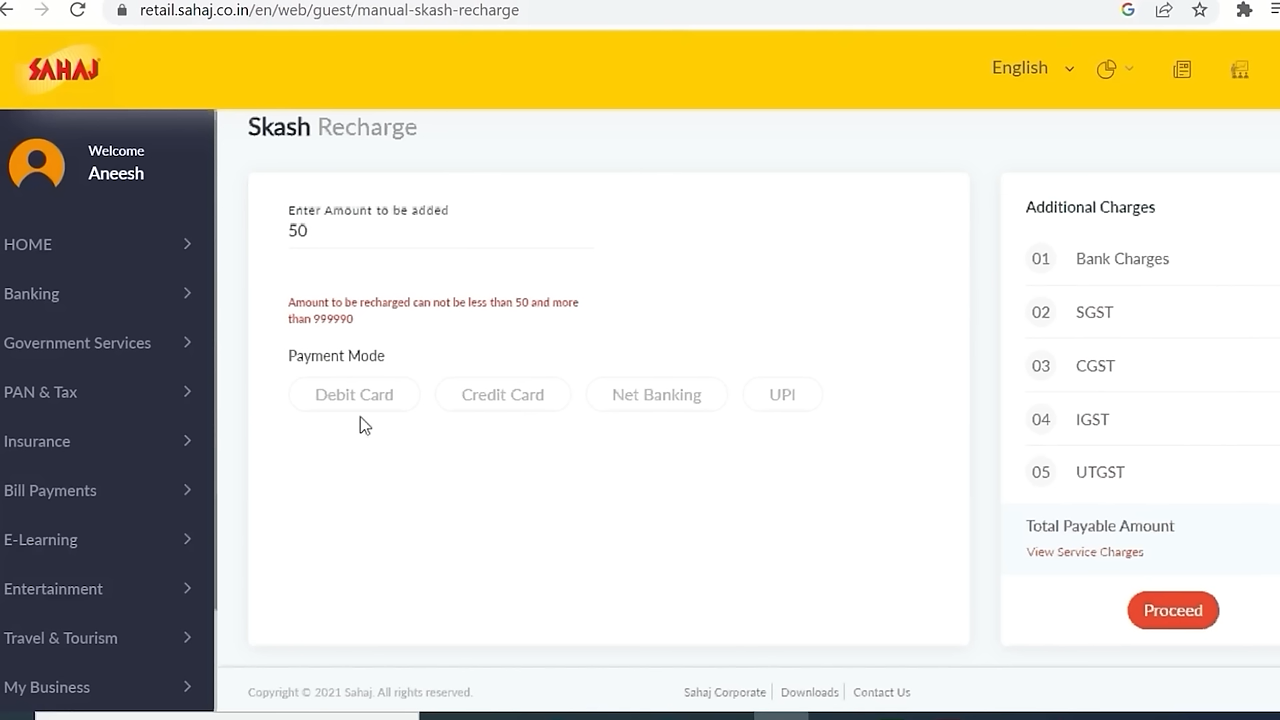 retail.sahaj.co.in/en/web/guest/manual-skash-recharge
SAHAJ
English
Welcome
Aneesh
HOME
Banking
Government Services
PAN & Tax
Insurance
Bill Payments
E-Learning
Entertainment
Travel & Tourism
My Business
Skash Recharge
Enter Amount to be added
50
Amount to be recharged can not be less than 50 and more
than 999990
Payment Mode
Debit Card
Credit Card
Net Banking
UPI
Additional Charges
01 Bank Charges
02 SGST
03 CGST
04 IGST
05 UTGST
Total Payable Amount
View Service Charges
Proceed
Copyright © 2021 Sahaj. All rights reserved.
Sahaj Corporate
Downloads
Contact Us